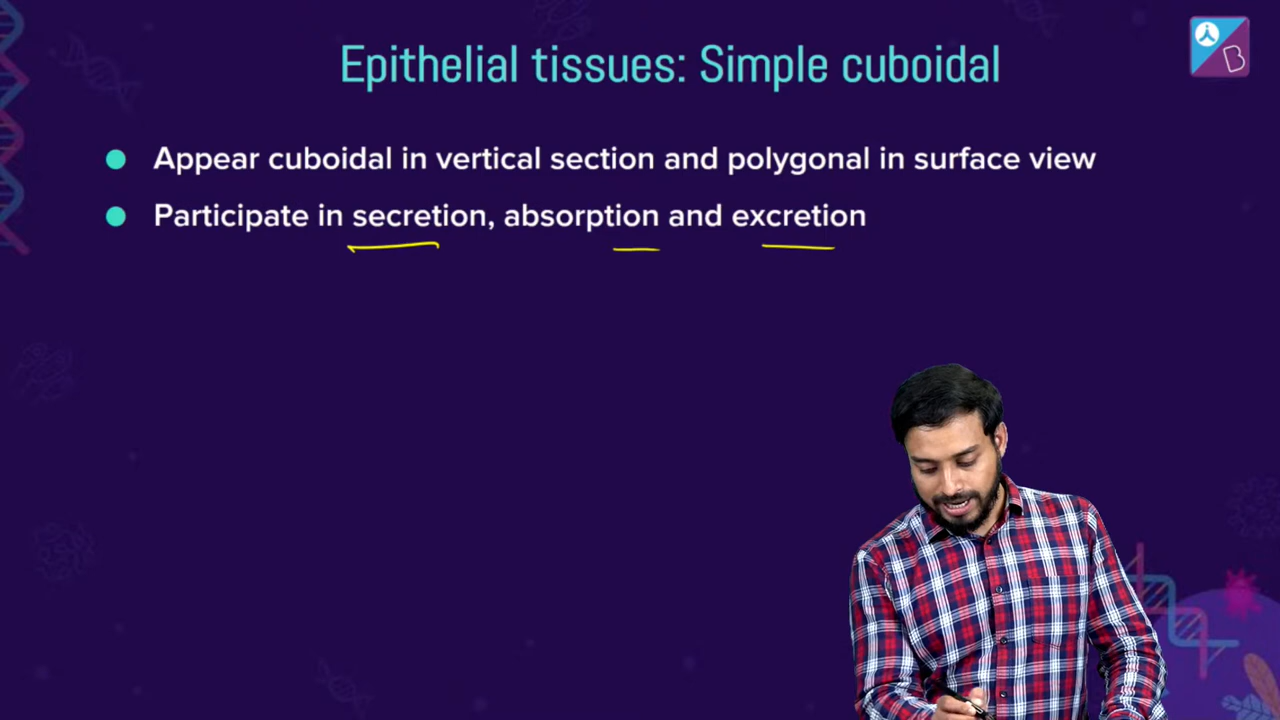 Epithelial tissues: Simple cuboidal
Appear cuboidal in vertical section and polygonal in surface view
Participate in secretion, absorption and excretion
B